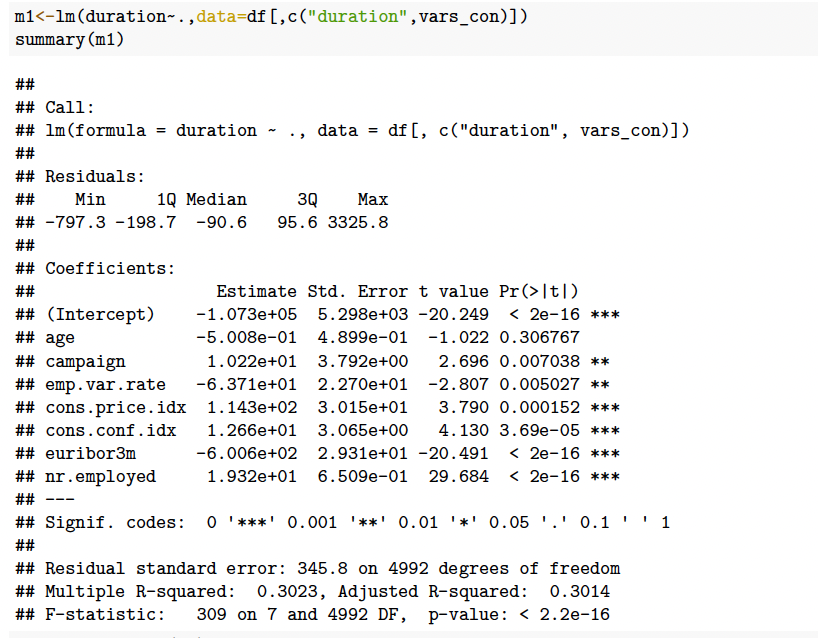 m1<-lm(duration~.,data=df[,c("duration",vars_con)])
summary(m1)
##
## Call:
## lm(formula = duration ~ ., data = df[, c("duration", vars_con)])
##
## Residuals:
##    Min     1Q Median     3Q    Max
## -797.3 -198.7  -90.6   95.6 3325.8
##
## Coefficients:
##                  Estimate Std. Error t value Pr(>|t|)
## (Intercept)    -1.073e+05  5.298e+03 -20.249  < 2e-16 ***
## age            -5.008e-01  4.899e-01  -1.022 0.306767
## campaign        1.022e+01  3.792e+00   2.696 0.007038 **
## emp.var.rate   -6.371e+01  2.270e+01  -2.807 0.005027 **
## cons.price.idx  1.143e+02  3.015e+01   3.790 0.000152 ***
## cons.conf.idx   1.266e+01  3.065e+00   4.130 3.69e-05 ***
## euribor3m      -6.006e+02  2.931e+01 -20.491  < 2e-16 ***
## nr.employed     1.932e+01  6.509e-01  29.684  < 2e-16 ***
## ---
## Signif. codes:  0 '***' 0.001 '**' 0.01 '*' 0.05 '.' 0.1 ' ' 1
##
## Residual standard error: 345.8 on 4992 degrees of freedom
## Multiple R-squared:  0.3023, Adjusted R-squared:  0.3014
## F-statistic:   309 on 7 and 4992 DF,  p-value: < 2.2e-16